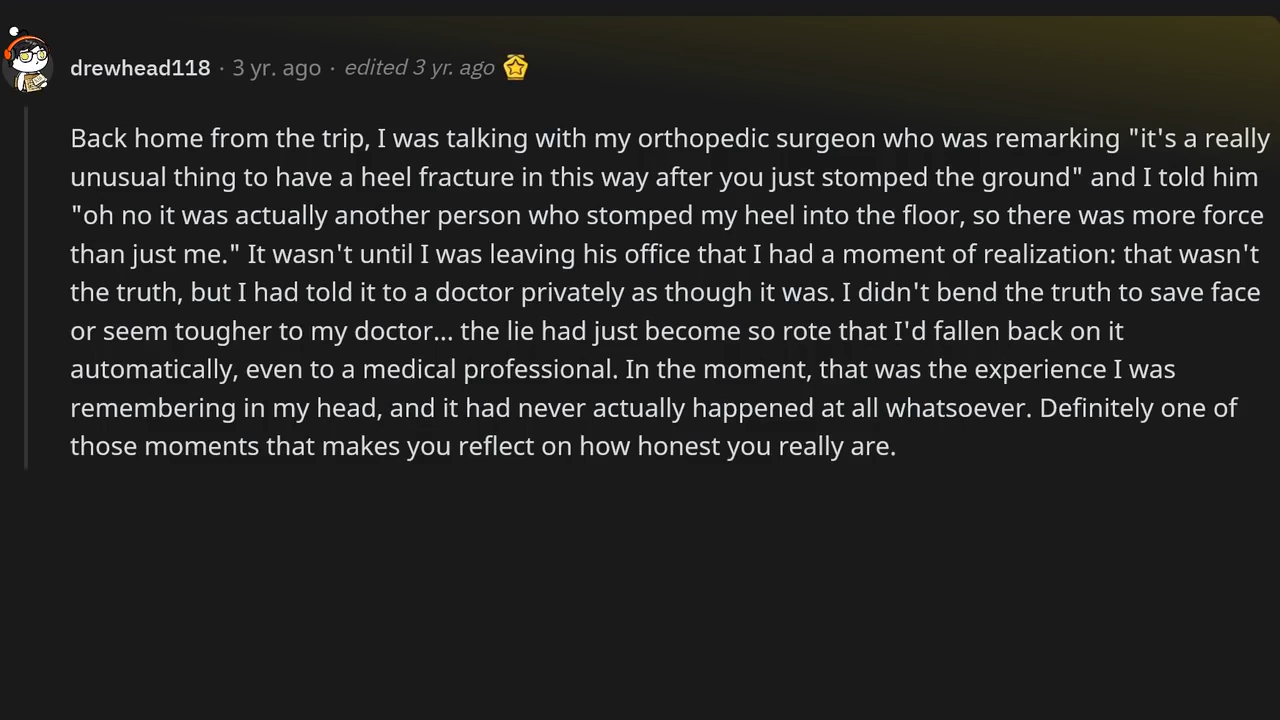 drewhead118 · 3 yr. ago · edited 3 yr. ago
Back home from the trip, I was talking with my orthopedic surgeon who was remarking "it's a really
unusual thing to have a heel fracture in this way after you just stomped the ground" and I told him
"oh no it was actually another person who stomped my heel into the floor, so there was more force
than just me." It wasn't until I was leaving his office that I had a moment of realization: that wasn't
the truth, but I had told it to a doctor privately as though it was. I didn't bend the truth to save face
or seem tougher to my doctor... the lie had just become so rote that I'd fallen back on it
automatically, even to a medical professional. In the moment, that was the experience I was
remembering in my head, and it had never actually happened at all whatsoever. Definitely one of
those moments that makes you reflect on how honest you really are.